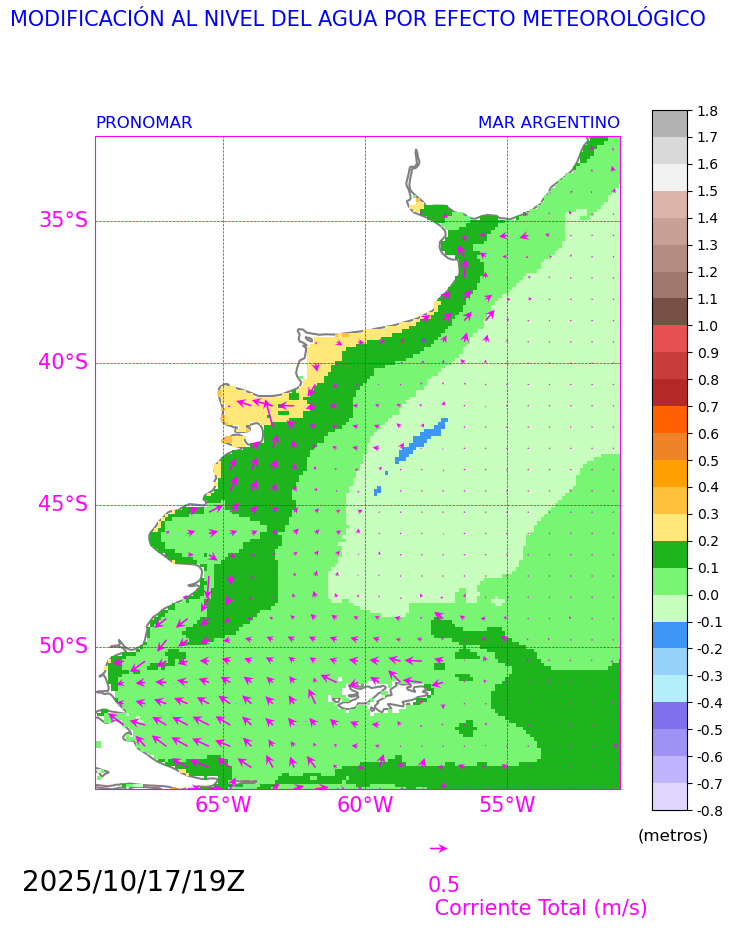 MODIFICACIÓN AL NIVEL DEL AGUA POR EFECTO METEOROLÓGICO
PRONOMAR MAR ARGENTINO
35°S
40°S
45°S
50°S
65°W 60°W 55°W
1.8
1.7
1.6
1.5
1.4
1.3
1.2
1.1
1.0
0.9
0.8
0.7
0.6
0.5
0.4
0.3
0.2
0.1
0.0
-0.1
-0.2
-0.3
-0.4
-0.5
-0.6
-0.7
-0.8
(metros)
2025/10/17/19Z
0.5
Corriente Total (m/s)